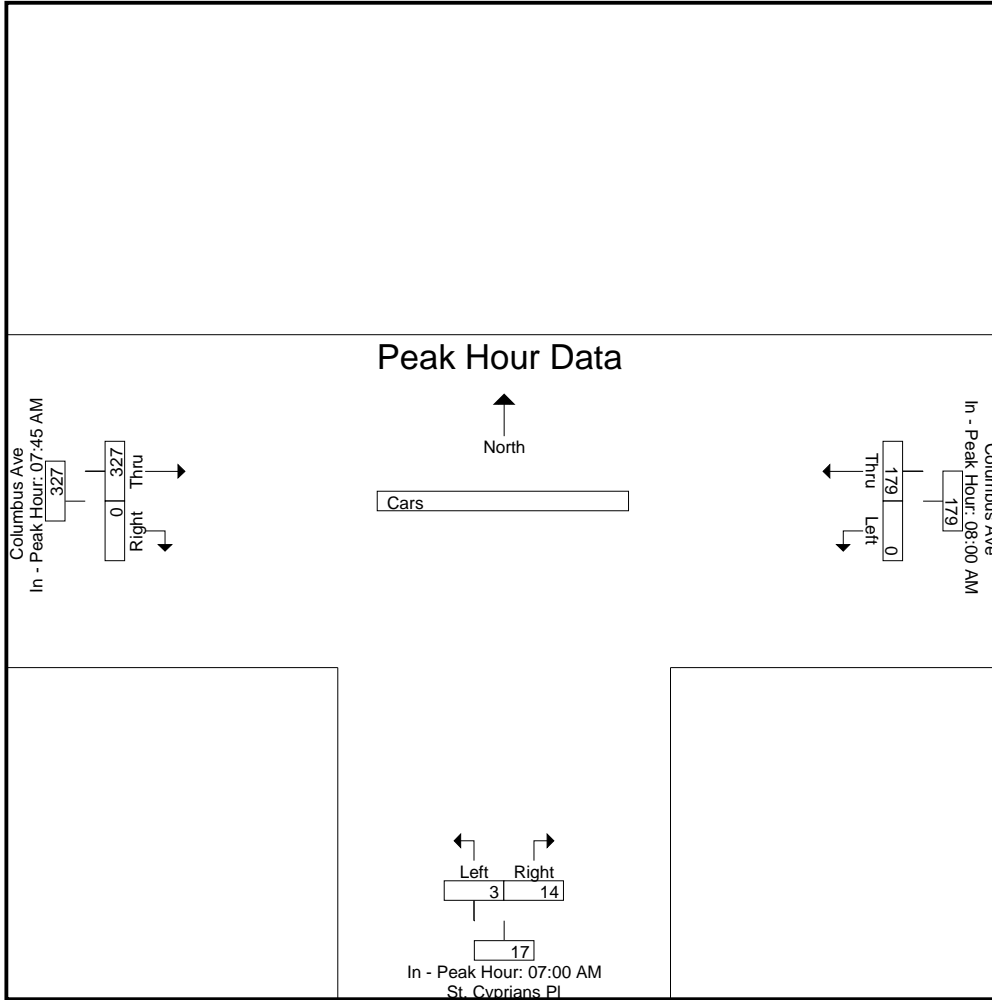 Peak Hour Data
North
Cars
Columbus Ave
In - Peak Hour: 07:45 AM
327
327
0
Thru
Right
Columbus Ave
In - Peak Hour: 08:00 AM
179
179
0
Thru
Left
Left Right
3 14
17
In - Peak Hour: 07:00 AM
St. Cyprians Pl